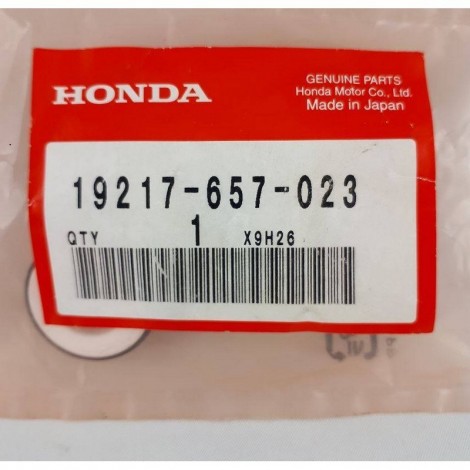 HONDA
GENUINE PARTS
Honda Motor Co., Ltd.
Made in Japan
19217-657-023
QTY 1 X9H26